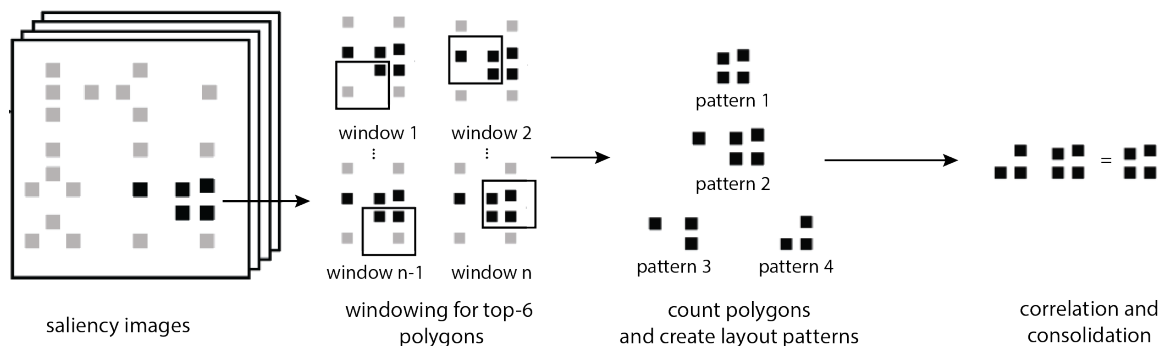 window 1
window 2
⋮
⋮
window n-1
window n
pattern 1
pattern 2
pattern 3
pattern 4
=
saliency images
windowing for top-6
polygons
count polygons
and create layout patterns
correlation and
consolidation